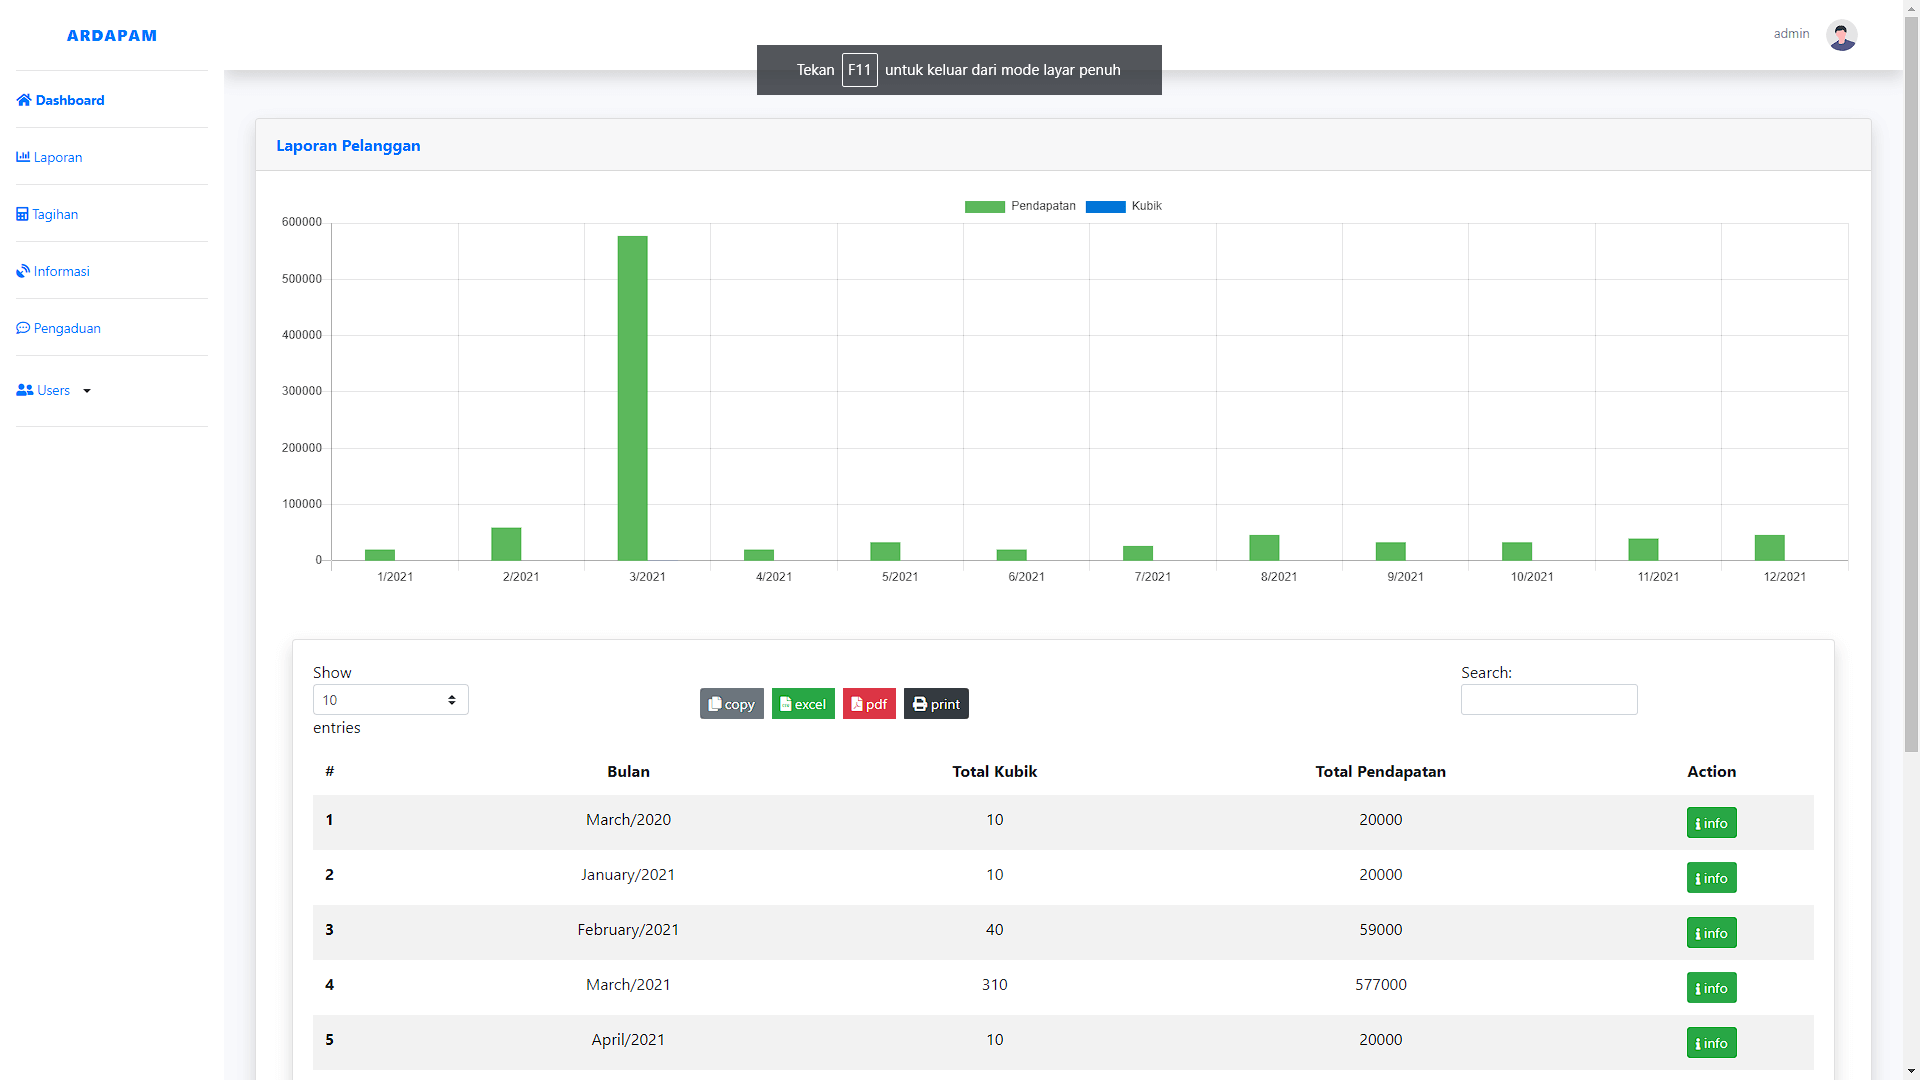 ARDAPAM
admin
Tekan F11 untuk keluar dari mode layar penuh
Dashboard
Laporan
Tagihan
Informasi
Pengaduan
Users
Laporan Pelanggan
Pendapatan Kubik
600000
500000
400000
300000
200000
100000
0
1/2021 2/2021 3/2021 4/2021 5/2021 6/2021 7/2021 8/2021 9/2021 10/2021 11/2021 12/2021
Show
10
entries
copy excel pdf print
Search:
# Bulan Total Kubik Total Pendapatan Action
1 March/2020 10 20000 info
2 January/2021 10 20000 info
3 February/2021 40 59000 info
4 March/2021 310 577000 info
5 April/2021 10 20000 info